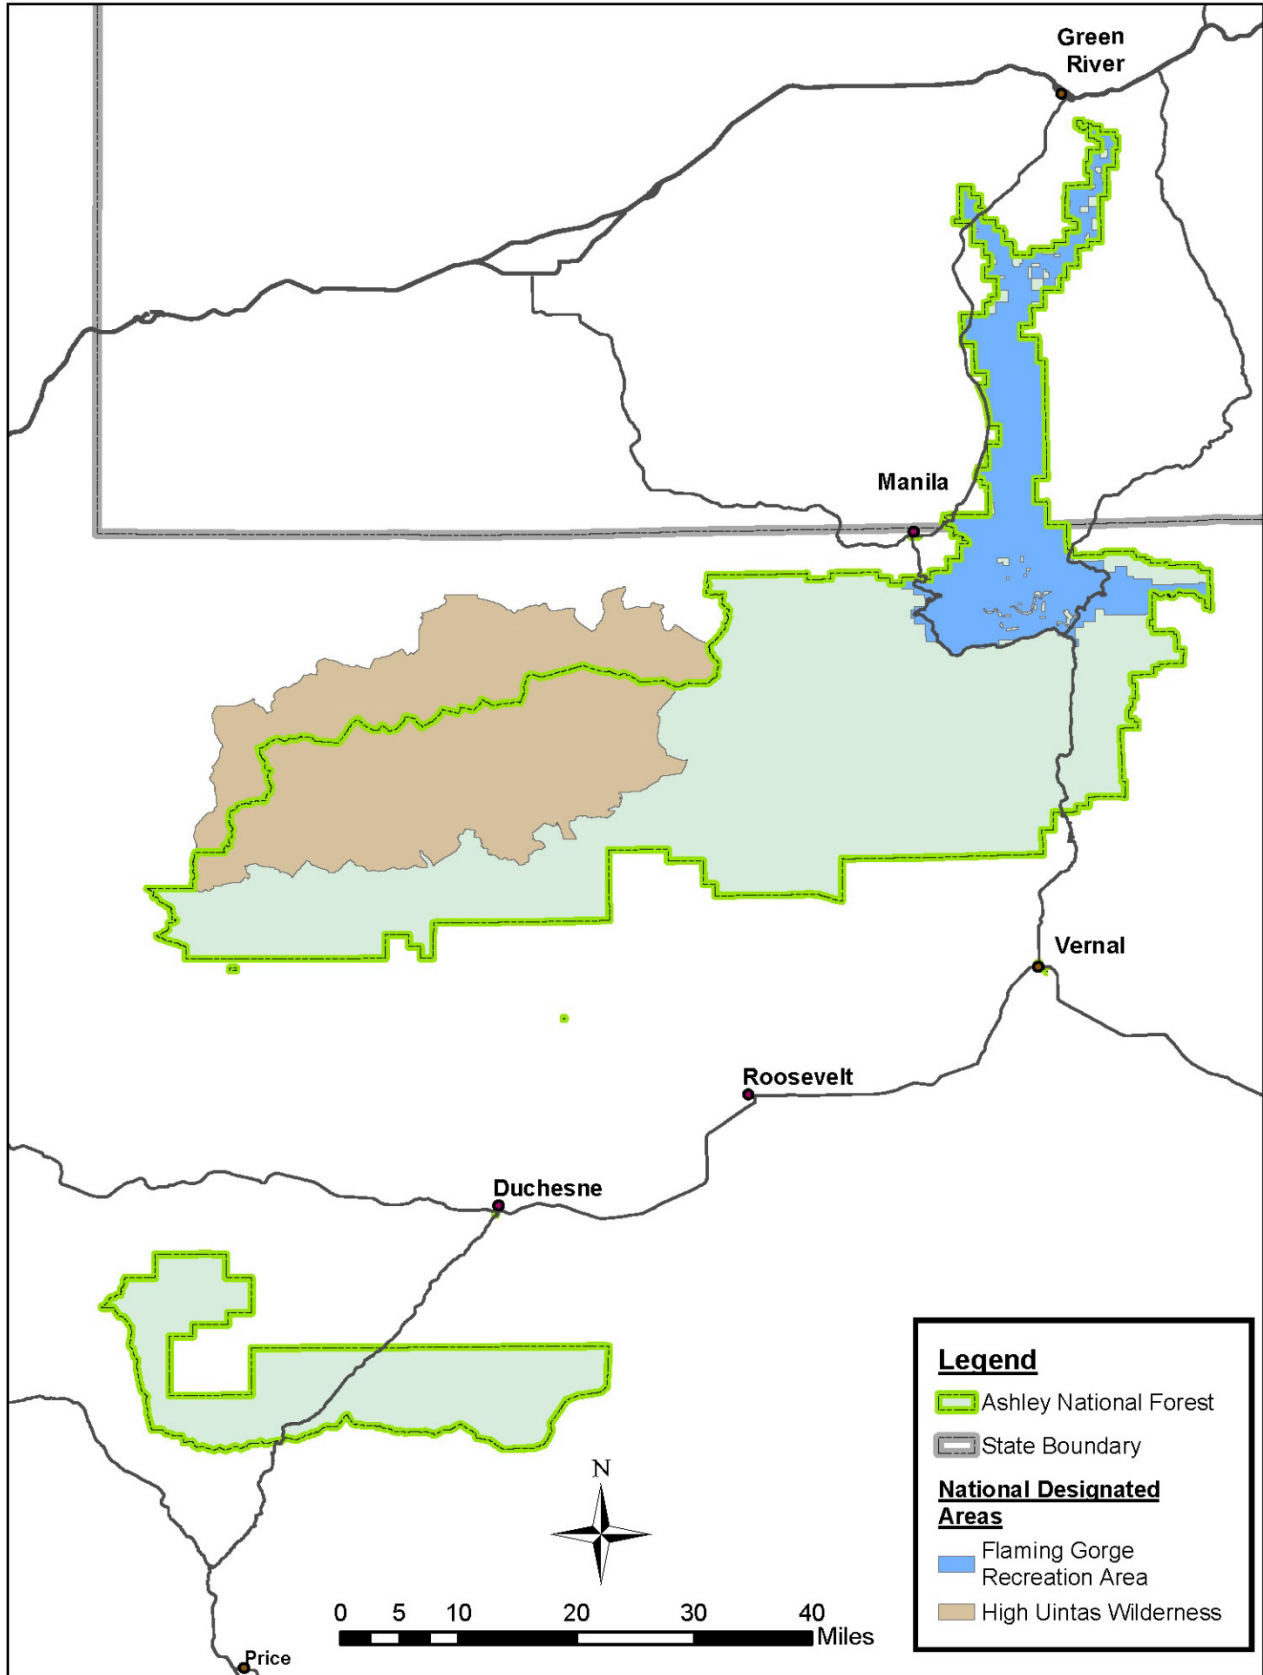 Green
River
Manila
Vernal
Roosevelt
Duchesne
Legend
Ashley National Forest
State Boundary
National Designated
Areas
Flaming Gorge
Recreation Area
High Uintas Wilderness
N
0 5 10 20 30 40
Miles
Price